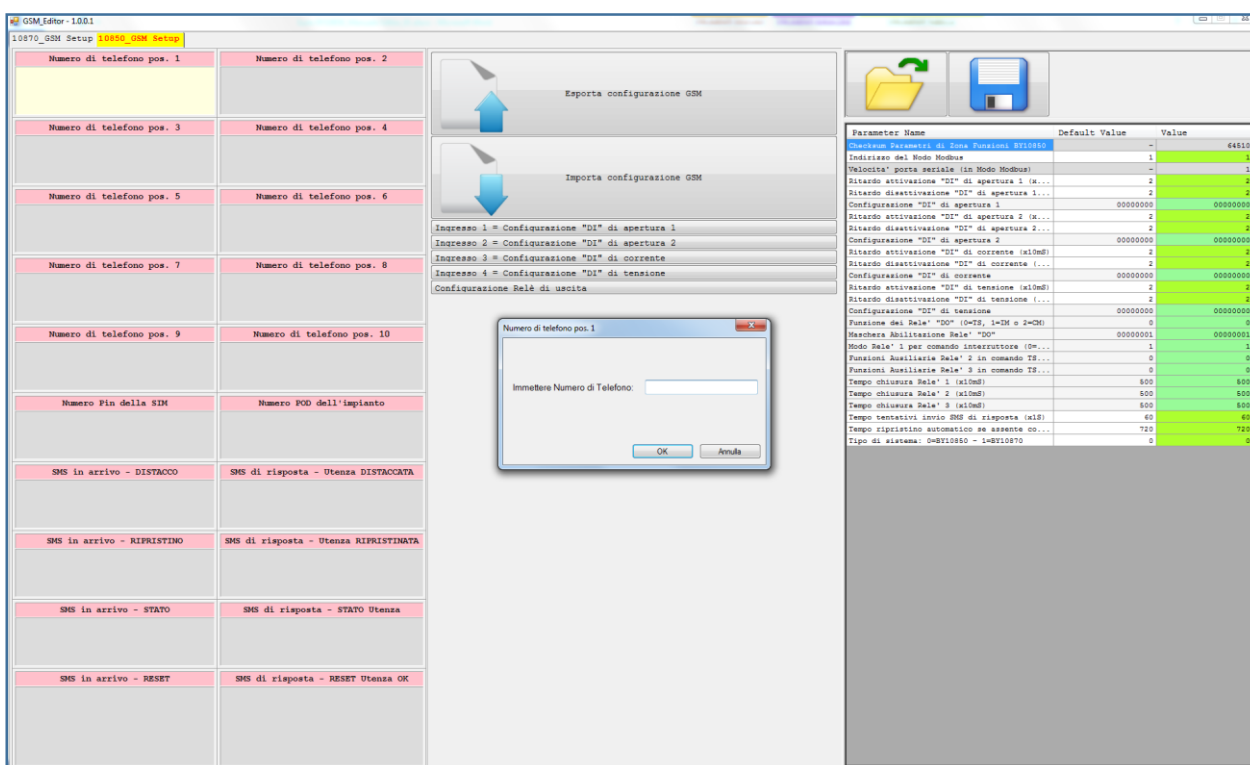 GSM_Editor - 1.0.0.1
10870_GSM Setup 10850_GSM Setup
Numero di telefono pos. 1
Numero di telefono pos. 2
Numero di telefono pos. 3
Numero di telefono pos. 4
Numero di telefono pos. 5
Numero di telefono pos. 6
Numero di telefono pos. 7
Numero di telefono pos. 8
Numero di telefono pos. 9
Numero di telefono pos. 10
Numero Pin della SIM
Numero POD dell'impianto
SMS in arrivo - DISTACCO
SMS di risposta - Utenza DISTACCATA
SMS in arrivo - RIPRISTINO
SMS di risposta - Utenza RIPRISTINATA
SMS in arrivo - STATO
SMS di risposta - STATO Utenza
SMS in arrivo - RESET
SMS di risposta - RESET Utenza OK
Esporta configurazione GSM
Importa configurazione GSM
Ingresso 1 = Configurazione "DI" di apertura 1
Ingresso 2 = Configurazione "DI" di apertura 2
Ingresso 3 = Configurazione "DI" di corrente
Ingresso 4 = Configurazione "DI" di tensione
Configurazione Relè di uscita
Numero di telefono pos. 1
Immettere Numero di Telefono:
OK Annulla
Parameter Name Default Value Value
Checksum Parametri di Zona Funzioni BY10850 - 64510
Indirizzo del Nodo Modbus 1 1
Velocita' porta seriale (in Modo Modbus) - 1
Ritardo attivazione "DI" di apertura 1 (x... 2 2
Ritardo disattivazione "DI" di apertura 1... 2 2
Configurazione "DI" di apertura 1 00000000 00000000
Ritardo attivazione "DI" di apertura 2 (x... 2 2
Ritardo disattivazione "DI" di apertura 2... 2 2
Configurazione "DI" di apertura 2 00000000 00000000
Ritardo attivazione "DI" di corrente (x10mS) 2 2
Ritardo disattivazione "DI" di corrente (... 2 2
Configurazione "DI" di corrente 00000000 00000000
Ritardo attivazione "DI" di tensione (x10mS) 2 2
Ritardo disattivazione "DI" di tensione (... 2 2
Configurazione "DI" di tensione 00000000 00000000
Funzione dei Rele' "DO" (0=TS, 1=IM o 2=CM) 0 0
Maschera Abilitazione Rele' "DO" 00000001 00000001
Modo Rele' 1 per comando interruttore (0=... 1 1
Funzioni Ausiliarie Rele' 2 in comando TS... 0 0
Funzioni Ausiliarie Rele' 3 in comando TS... 0 0
Tempo chiusura Rele' 1 (x10mS) 500 500
Tempo chiusura Rele' 2 (x10mS) 500 500
Tempo chiusura Rele' 3 (x10mS) 500 500
Tempo tentativi invio SMS di risposta (x1S) 60 60
Tempo ripristino automatico se assente co... 720 720
Tipo di sistema: 0=BY10850 - 1=BY10870 0 0